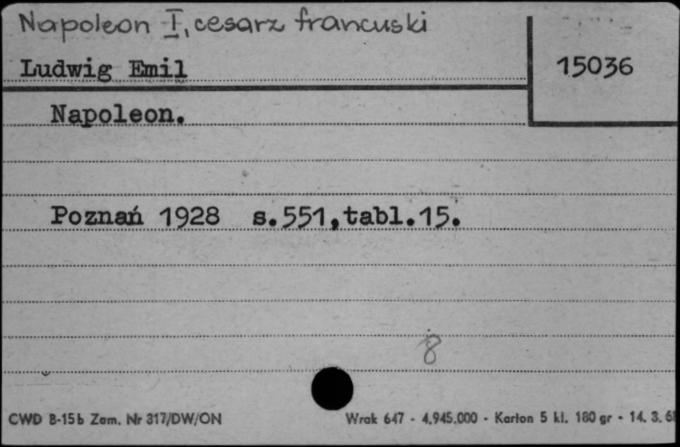 Napoleon I, cesarz francuski
Ludwig Emil
15036
Napoleon.
Poznań 1928 s.551,tabl.15.
8
CWD B-15b Zam. Nr 317/DW/ON
Wrak 647 - 4.945.000 - Karton 5 kl. 180 gr - 14. 3. 6